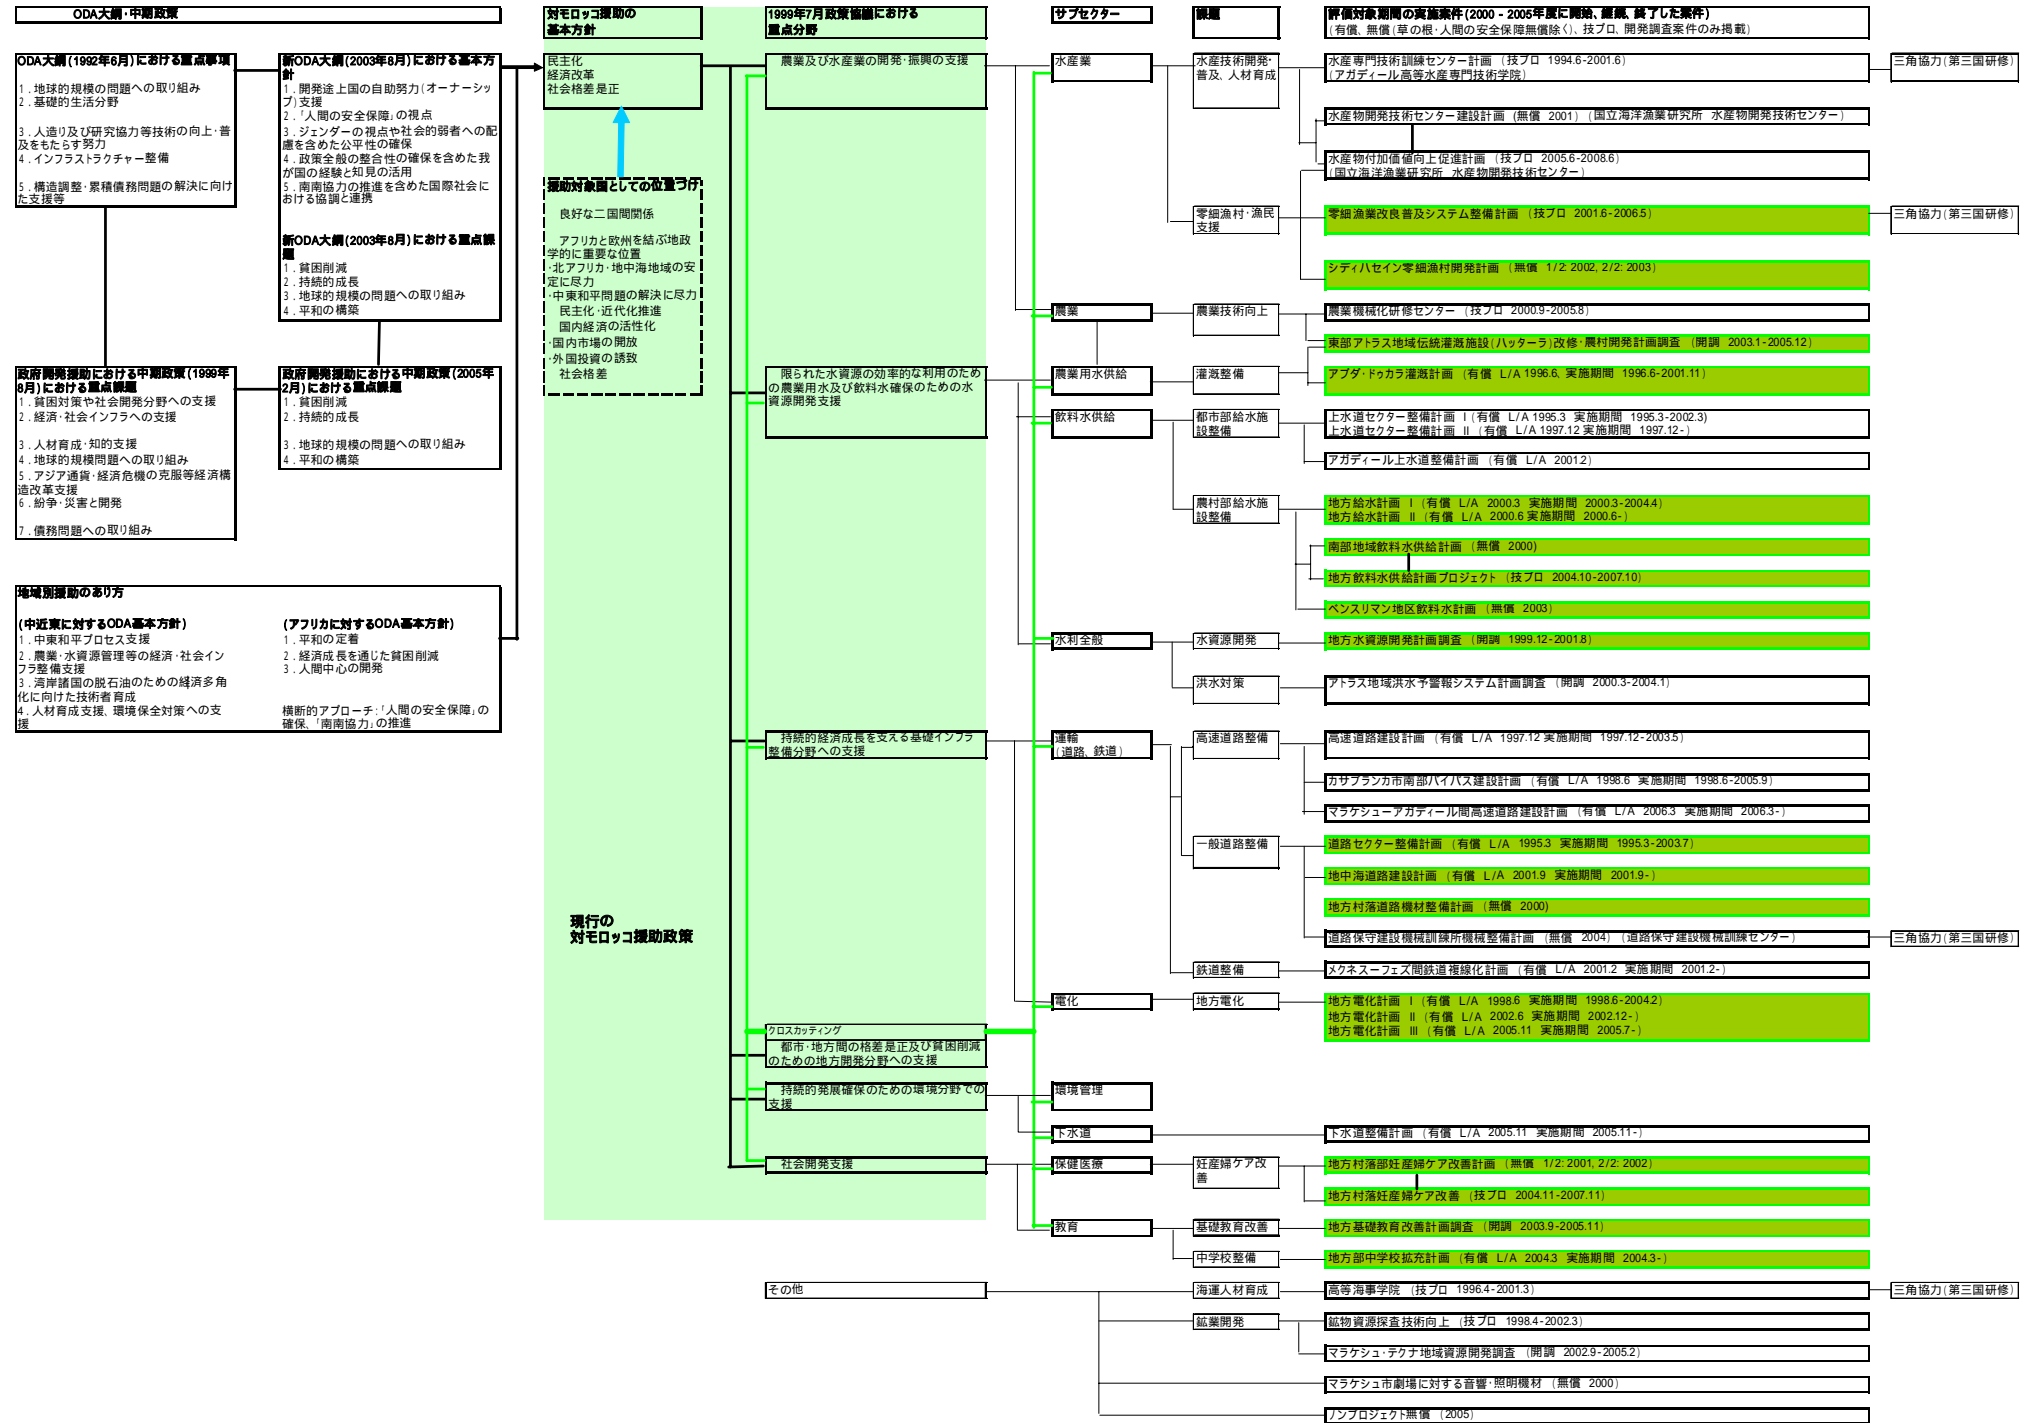 ODA大綱・中期政策
対モロッコ援助の
基本方針
1999年7月政策協議における
重点分野
サブセクター
課題
評価対象期間の実施案件(2000 - 2005年度に開始、継続、終了した案件)
(有償、無償(草の根・人間の安全保障無償除く)、技プロ、開発調査案件のみ掲載)
ODA大綱(1992年6月)における重点事項
1．地球的規模の問題への取り組み
2．基礎的生活分野
3．人造り及び研究協力等技術の向上・普
及をもたらす努力
4．インフラストラクチャー整備
5．構造調整・累積債務問題の解決に向け
た支援等
新ODA大綱(2003年8月)における基本方
針
1．開発途上国の自助努力(オーナーシッ
プ)支援
2．「人間の安全保障」の視点
3．ジェンダーの視点や社会的弱者への配
慮を含めた公平性の確保
4．政策全般の整合性の確保を含めた我
が国の経験と知見の活用
5．南南協力の推進を含めた国際社会に
おける協調と連携
新ODA大綱(2003年8月)における重点課
題
1．貧困削減
2．持続的成長
3．地球的規模の問題への取り組み
4．平和の構築
政府開発援助における中期政策(1999年
8月)における重点課題
1．貧困対策や社会開発分野への支援
2．経済・社会インフラへの支援
3．人材育成・知的支援
4．地球的規模問題への取り組み
5．アジア通貨・経済危機の克服等経済構
造改革支援
6．紛争・災害と開発
7．債務問題への取り組み
政府開発援助における中期政策(2005年
2月)における重点課題
1．貧困削減
2．持続的成長
3．地球的規模の問題への取り組み
4．平和の構築
地域別援助のあり方
(中近東に対するODA基本方針)
1．中東和平プロセス支援
2．農業・水資源管理等の経済・社会イン
フラ整備支援
3．湾岸諸国の脱石油のための経済多角
化に向けた技術者育成
4．人材育成支援、環境保全対策への支
援
(アフリカに対するODA基本方針)
1．平和の定着
2．経済成長を通じた貧困削減
3．人間中心の開発
横断的アプローチ:「人間の安全保障」の
確保、「南南協力」の推進
民主化
経済改革
社会格差是正
援助対象国としての位置づけ
良好な二国間関係
アフリカと欧州を結ぶ地政
学的に重要な位置
・北アフリカ・地中海地域の安
定に尽力
・中東和平問題の解決に尽力
民主化・近代化推進
国内経済の活性化
・国内市場の開放
・外国投資の誘致
社会格差
現行の
対モロッコ援助政策
農業及び水産業の開発・振興の支援
限られた水資源の効率的な利用のため
の農業用水及び飲料水確保のための水
資源開発支援
持続的経済成長を支える基礎インフラ
整備分野への支援
クロスカッティング
都市・地方間の格差是正及び貧困削減
のための地方開発分野への支援
持続的発展確保のための環境分野での
支援
社会開発支援
その他
水産業
水産技術開発・
普及、人材育成
水産専門技術訓練センター計画 (技プロ 1994.6-2001.6)
(アガディール高等水産専門技術学院)
三角協力(第三国研修)
水産物開発技術センター建設計画 (無償 2001) (国立海洋漁業研究所 水産物開発技術センター)
水産物付加価値向上促進計画 (技プロ 2005.6-2008.6)
(国立海洋漁業研究所 水産物開発技術センター)
零細漁村・漁民
支援
零細漁業改良普及システム整備計画 (技プロ 2001.6-2006.5)
三角協力(第三国研修)
シディハセイン零細漁村開発計画 (無償 1/2: 2002, 2/2: 2003)
農業
農業技術向上
農業機械化研修センター (技プロ 2000.9-2005.8)
東部アトラス地域伝統灌漑施設(ハッターラ)改修・農村開発計画調査 (開調 2003.1-2005.12)
農業用水供給
灌漑整備
アブダ・ドゥカラ灌漑計画 (有償 L/A 1996.6, 実施期間 1996.6-2001.11)
飲料水供給
都市部給水施
設整備
上水道セクター整備計画 Ⅰ(有償 L/A 1995.3 実施期間 1995.3-2002.3)
上水道セクター整備計画 Ⅱ (有償 L/A 1997.12 実施期間 1997.12-)
アガディール上水道整備計画 (有償 L/A 2001.2)
農村部給水施
設整備
地方給水計画 Ⅰ (有償 L/A 2000.3 実施期間 2000.3-2004.4)
地方給水計画 Ⅱ (有償 L/A 2000.6 実施期間 2000.6-)
南部地域飲料水供給計画 (無償 2000)
地方飲料水供給計画プロジェクト (技プロ 2004.10-2007.10)
ベンスリマン地区飲料水計画 (無償 2003)
水利全般
水資源開発
地方水資源開発計画調査 (開調 1999.12-2001.8)
洪水対策
アトラス地域洪水予警報システム計画調査 (開調 2000.3-2004.1)
運輸
(道路、鉄道)
高速道路整備
高速道路建設計画 (有償 L/A 1997.12 実施期間 1997.12-2003.5)
カサブランカ市南部バイパス建設計画 (有償 L/A 1998.6 実施期間 1998.6-2005.9)
マラケシューアガディール間高速道路建設計画 (有償 L/A 2006.3 実施期間 2006.3-)
一般道路整備
道路セクター整備計画 (有償 L/A 1995.3 実施期間 1995.3-2003.7)
地中海道路建設計画 (有償 L/A 2001.9 実施期間 2001.9-)
地方村落道路機材整備計画 (無償 2000)
道路保守建設機械訓練所機械整備計画 (無償 2004) (道路保守建設機械訓練センター)
三角協力(第三国研修)
鉄道整備
メクネスーフェズ間鉄道複線化計画 (有償 L/A 2001.2 実施期間 2001.2-)
電化
地方電化
地方電化計画 Ⅰ (有償 L/A 1998.6 実施期間 1998.6-2004.2)
地方電化計画 Ⅱ (有償 L/A 2002.6 実施期間 2002.12-)
地方電化計画 Ⅲ (有償 L/A 2005.11 実施期間 2005.7-)
環境管理
下水道
下水道整備計画 (有償 L/A 2005.11 実施期間 2005.11-)
保健医療
妊産婦ケア改
善
地方村落部妊産婦ケア改善計画 (無償 1/2: 2001, 2/2: 2002)
地方村落妊産婦ケア改善 (技プロ 2004.11-2007.11)
教育
基礎教育改善
地方基礎教育改善計画調査 (開調 2003.9-2005.11)
中学校整備
地方部中学校拡充計画 (有償 L/A 2004.3 実施期間 2004.3-)
海運人材育成
高等海事学院 (技プロ 1996.4-2001.3)
三角協力(第三国研修)
鉱業開発
鉱物資源探査技術向上 (技プロ 1998.4-2002.3)
マラケシュ・テクナ地域資源開発調査 (開調 2002.9-2005.2)
マラケシュ市劇場に対する音響・照明機材 (無償 2000)
ノンプロジェクト無償 (2005)